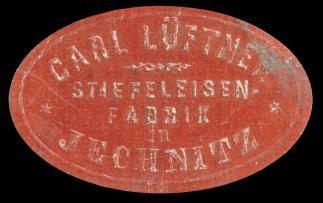 CARL LÜFTNER
STIEFELEISEN-
FABRIK
in
JECHNITZ